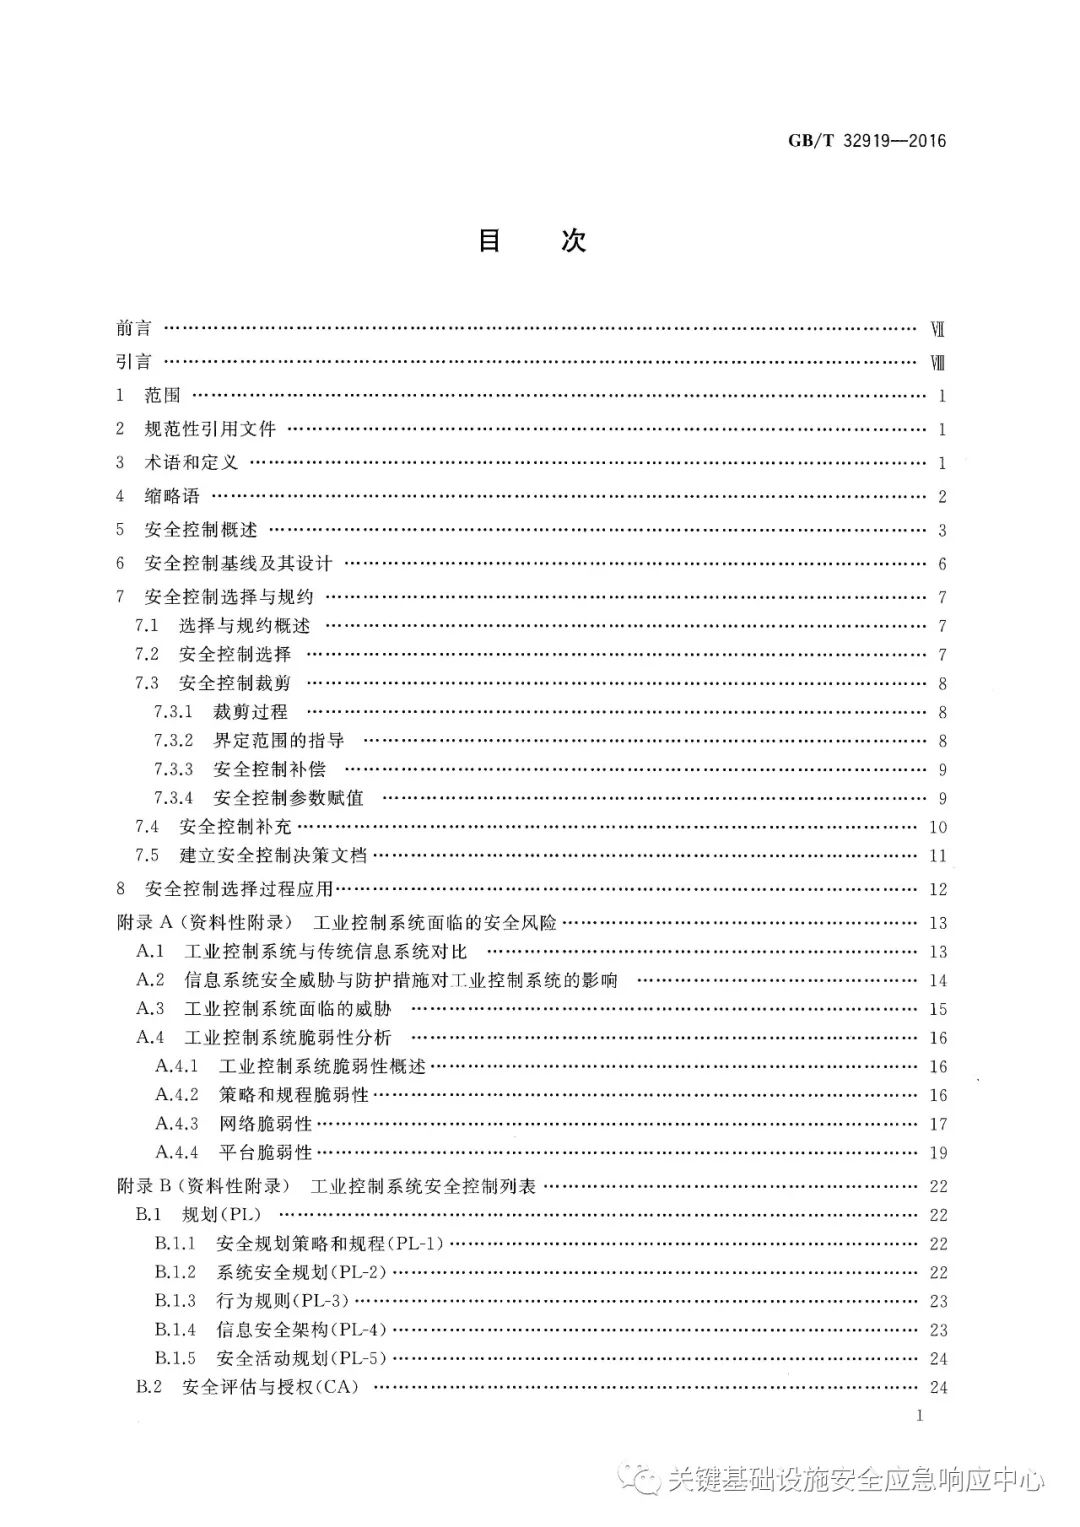 GB/T 32919—2016
目 次
前言 …… Ⅶ
引言 …… Ⅷ
1 范围 …… 1
2 规范性引用文件 …… 1
3 术语和定义 …… 1
4 缩略语 …… 2
5 安全控制概述 …… 3
6 安全控制基线及其设计 …… 6
7 安全控制选择与规约 …… 7
7.1 选择与规约概述 …… 7
7.2 安全控制选择 …… 7
7.3 安全控制裁剪 …… 8
7.3.1 裁剪过程 …… 8
7.3.2 界定范围的指导 …… 8
7.3.3 安全控制补偿 …… 9
7.3.4 安全控制参数赋值 …… 9
7.4 安全控制补充 …… 10
7.5 建立安全控制决策文档 …… 11
8 安全控制选择过程应用 …… 12
附录 A（资料性附录） 工业控制系统面临的安全风险 …… 13
A.1 工业控制系统与传统信息系统对比 …… 13
A.2 信息系统安全威胁与防护措施对工业控制系统的影响 …… 14
A.3 工业控制系统面临的威胁 …… 15
A.4 工业控制系统脆弱性分析 …… 16
A.4.1 工业控制系统脆弱性概述 …… 16
A.4.2 策略和规程脆弱性 …… 16
A.4.3 网络脆弱性 …… 17
A.4.4 平台脆弱性 …… 19
附录 B（资料性附录） 工业控制系统安全控制列表 …… 22
B.1 规划(PL) …… 22
B.1.1 安全规划策略和规程(PL-1) …… 22
B.1.2 系统安全规划(PL-2) …… 22
B.1.3 行为规则(PL-3) …… 23
B.1.4 信息安全架构(PL-4) …… 23
B.1.5 安全活动规划(PL-5) …… 24
B.2 安全评估与授权(CA) …… 24
Ⅰ
关键基础设施安全应急响应中心